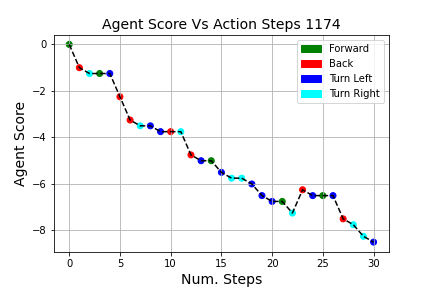 Agent Score Vs Action Steps 1174
Agent Score
0
−2
−4
−6
−8
Forward
Back
Turn Left
Turn Right
0 5 10 15 20 25 30
Num. Steps